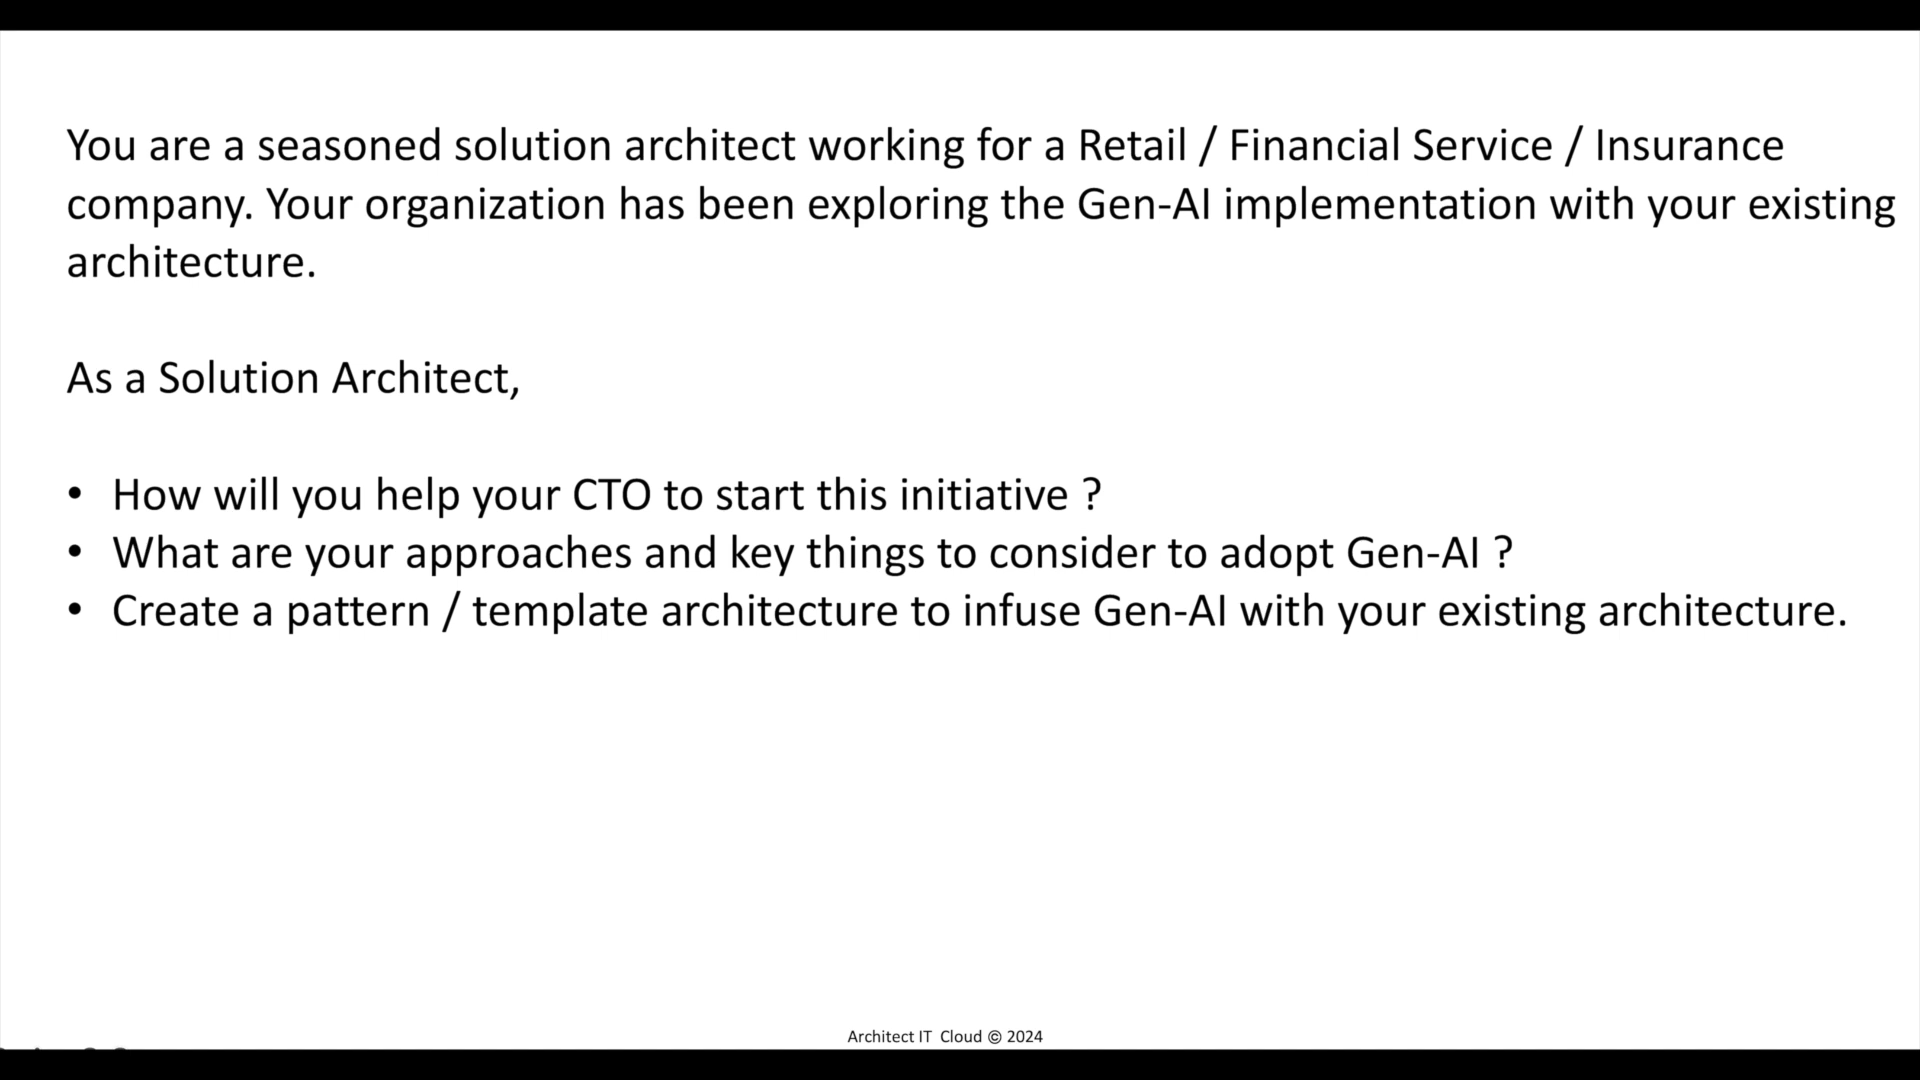 You are a seasoned solution architect working for a Retail / Financial Service / Insurance
company. Your organization has been exploring the Gen-AI implementation with your existing
architecture.
As a Solution Architect,
• How will you help your CTO to start this initiative ?
• What are your approaches and key things to consider to adopt Gen-AI ?
• Create a pattern / template architecture to infuse Gen-AI with your existing architecture.
Architect IT Cloud © 2024